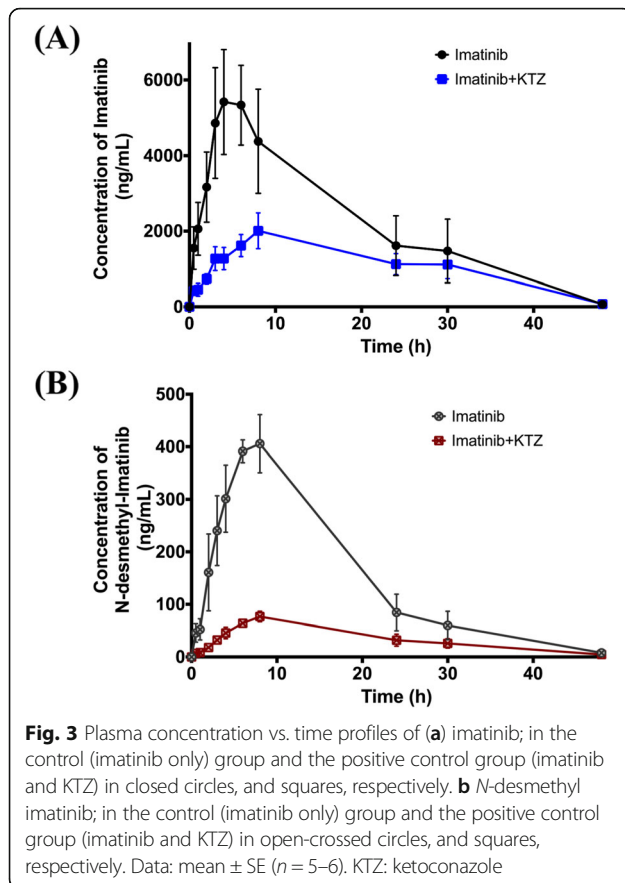 (A)
Imatinib
Imatinib+KTZ
Concentration of Imatinib
(ng/mL)
6000
4000
2000
0
0 10 20 30 40
Time (h)
(B)
Imatinib
Imatinib+KTZ
Concentration of
N-desmethyl-Imatinib
(ng/mL)
500
400
300
200
100
0
0 10 20 30 40
Time (h)
Fig. 3 Plasma concentration vs. time profiles of (a) imatinib; in the
control (imatinib only) group and the positive control group (imatinib
and KTZ) in closed circles, and squares, respectively. b N-desmethyl
imatinib; in the control (imatinib only) group and the positive control
group (imatinib and KTZ) in open-crossed circles, and squares,
respectively. Data: mean ± SE (n = 5–6). KTZ: ketoconazole